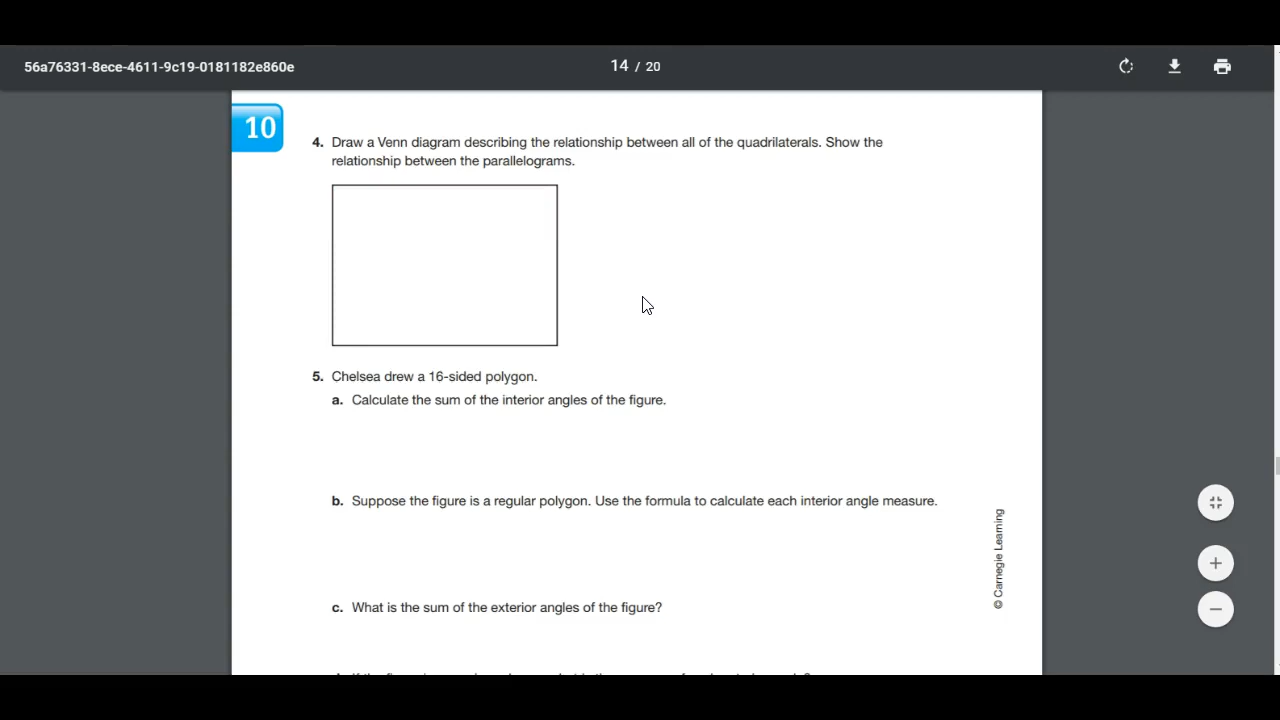 56a76331-8ece-4611-9c19-0181182e860e
14 / 20
10
4. Draw a Venn diagram describing the relationship between all of the quadrilaterals. Show the
relationship between the parallelograms.
5. Chelsea drew a 16-sided polygon.
a. Calculate the sum of the interior angles of the figure.
b. Suppose the figure is a regular polygon. Use the formula to calculate each interior angle measure.
© Carnegie Learning
c. What is the sum of the exterior angles of the figure?